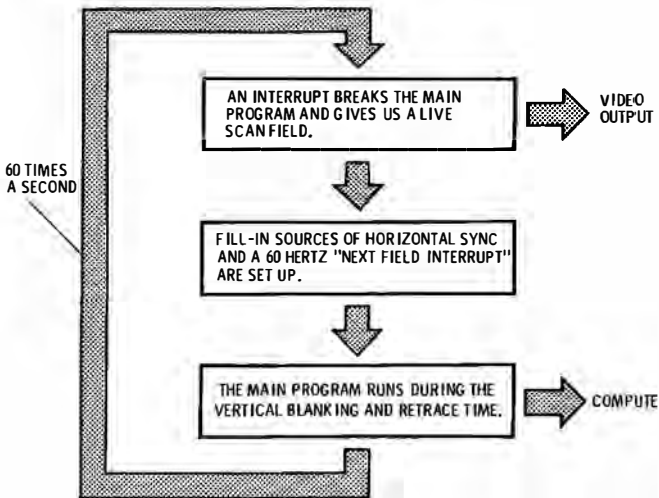 AN INTERRUPT BREAKS THE MAIN
PROGRAM AND GIVES US A LIVE
SCAN FIELD.
VIDEO
OUTPUT
60 TIMES
A SECOND
FILL-IN SOURCES OF HORIZONTAL SYNC
AND A 60 HERTZ "NEXT FIELD INTERRUPT"
ARE SET UP.
THE MAIN PROGRAM RUNS DURING THE
VERTICAL BLANKING AND RETRACE TIME.
COMPUTE